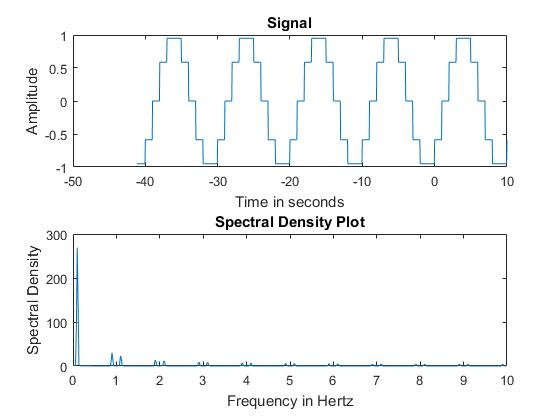 Signal
1
0.5
0
-0.5
-1
Amplitude
-50 -40 -30 -20 -10 0 10
Time in seconds
Spectral Density Plot
300
200
100
0
Spectral Density
0 1 2 3 4 5 6 7 8 9 10
Frequency in Hertz